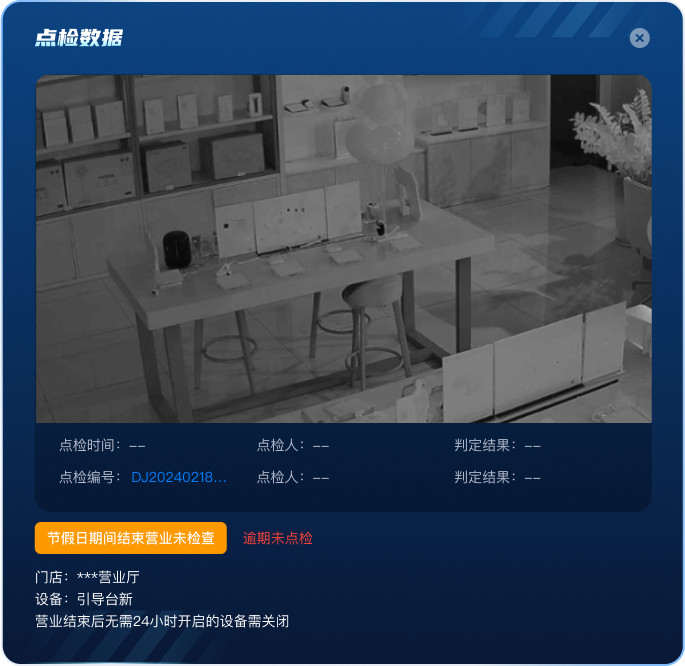 点检数据
点检时间：-- 点检人：-- 判定结果：--
点检编号：DJ20240218... 点检人：-- 判定结果：--
节假日期间结束营业未检查 逾期未点检
门店：***营业厅
设备：引导台新
营业结束后无需24小时开启的设备需关闭